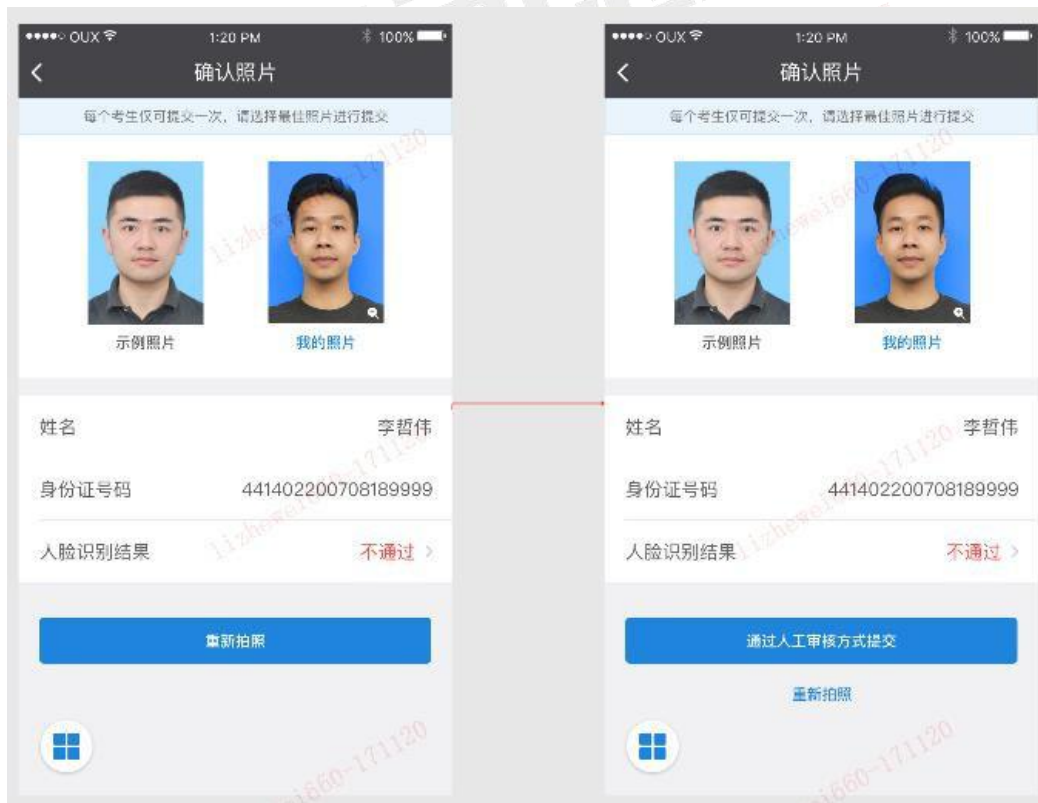 OUX 1:20 PM 100%
确认照片
每个考生仅可提交一次，请选择最佳照片进行提交
示例照片 我的照片
姓名 李哲伟
身份证号码 441402200708189999
人脸识别结果 不通过
重新拍照
OUX 1:20 PM 100%
确认照片
每个考生仅可提交一次，请选择最佳照片进行提交
示例照片 我的照片
姓名 李哲伟
身份证号码 441402200708189999
人脸识别结果 不通过
通过人工审核方式提交
重新拍照